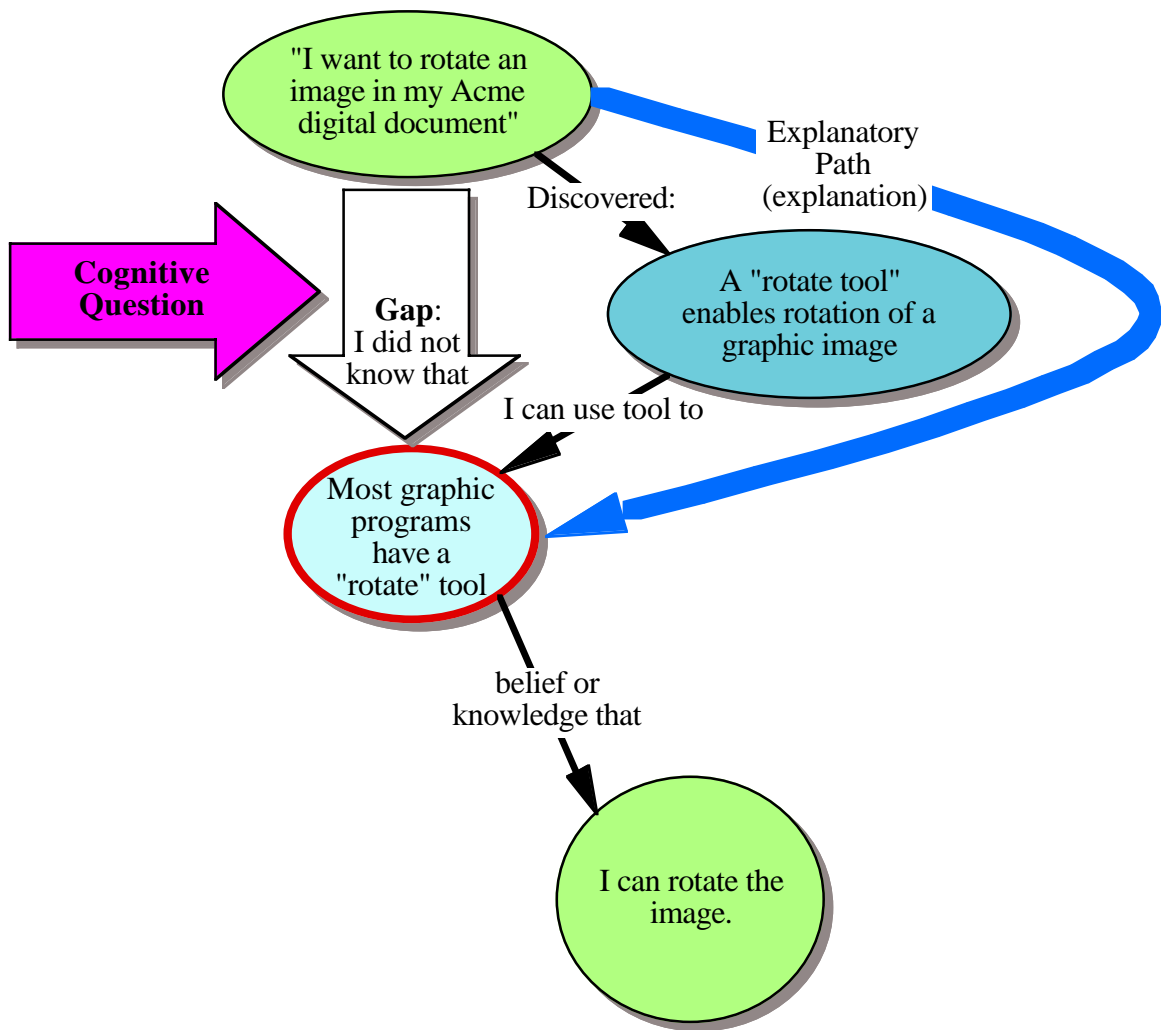 "I want to rotate an
image in my Acme
digital document"
Explanatory
Path
(explanation)
Discovered:
Cognitive
Question
Gap:
I did not
know that
A "rotate tool"
enables rotation of a
graphic image
I can use tool to
Most graphic
programs
have a
"rotate" tool
belief or
knowledge that
I can rotate the
image.